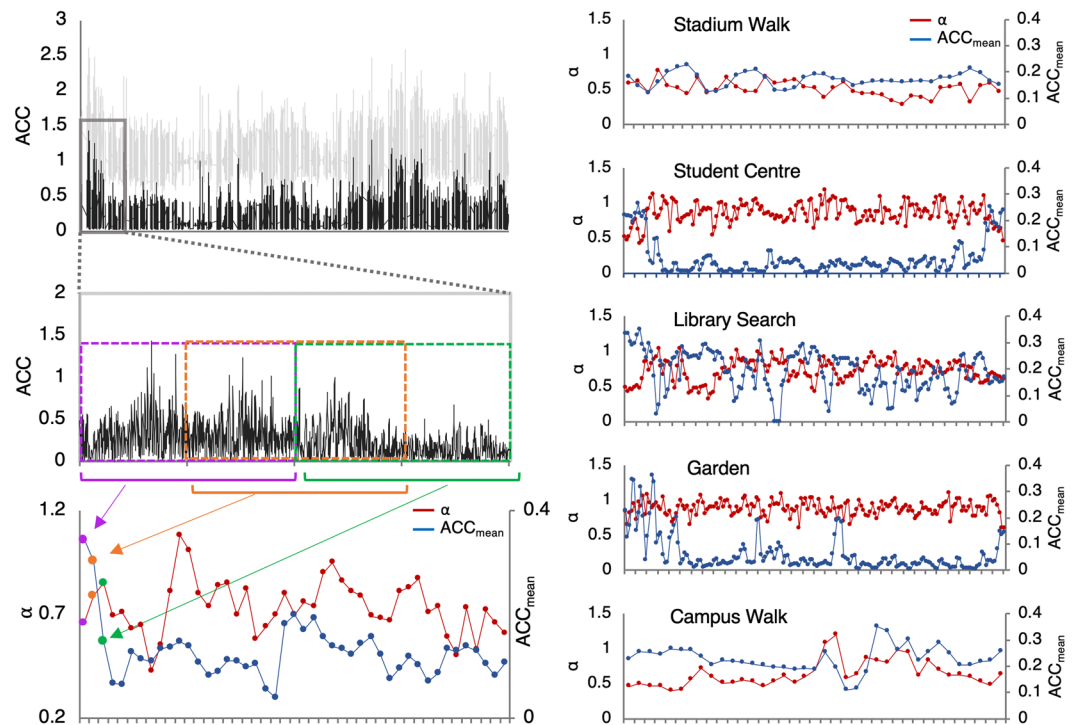 3
2.5
2
1.5
1
0.5
0
ACC
2
1.5
1
0.5
0
ACC
1.2
0.7
0.2
α
α
ACCmean
0.4
0
ACCmean
Stadium Walk
α
ACCmean
1.5
1
0.5
0
α
0.4
0.3
0.2
0.1
0
ACCmean
Student Centre
1.5
1
0.5
0
α
0.4
0.3
0.2
0.1
0
ACCmean
Library Search
1.5
1
0.5
0
α
0.4
0.3
0.2
0.1
0
ACCmean
Garden
1.5
1
0.5
0
α
0.4
0.3
0.2
0.1
0
ACCmean
Campus Walk
1.5
1
0.5
0
α
0.4
0.3
0.2
0.1
0
ACCmean